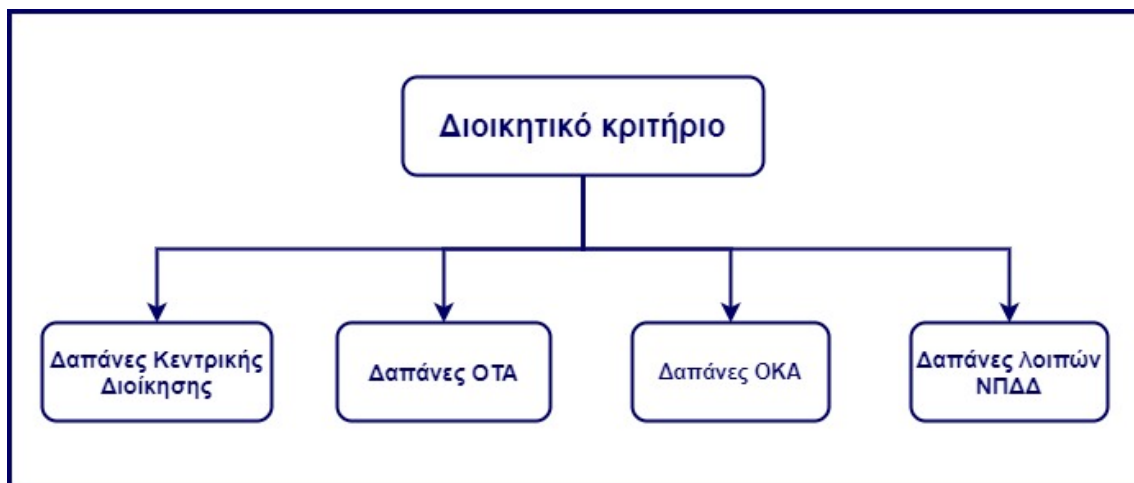 Διοικητικό κριτήριο
Δαπάνες Κεντρικής
Διοίκησης
Δαπάνες ΟΤΑ
Δαπάνες ΟΚΑ
Δαπάνες λοιπών
ΝΠΔΔ